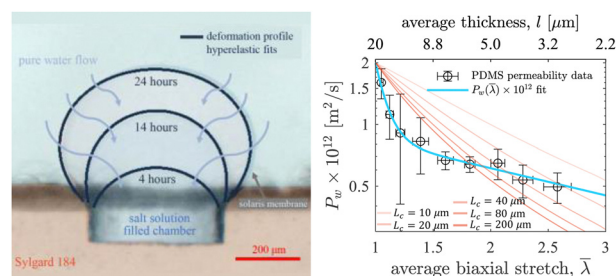 deformation profile
hyperelastic fits
pure water flow
24 hours
14 hours
4 hours
solaris membrane
salt solution
filled chamber
Sylgard 184
200 μm
average thickness, l [μm]
20 8.8 5.0 3.2 2.2
P_w × 10^12 [m^2/s]
2.0
1.5
1.0
0.5
PDMS permeability data
P_w(λ̄) × 10^12 fit
L_c = 10 μm
L_c = 20 μm
L_c = 40 μm
L_c = 80 μm
L_c = 200 μm
1 1.5 2 2.5 3
average biaxial stretch, λ̄